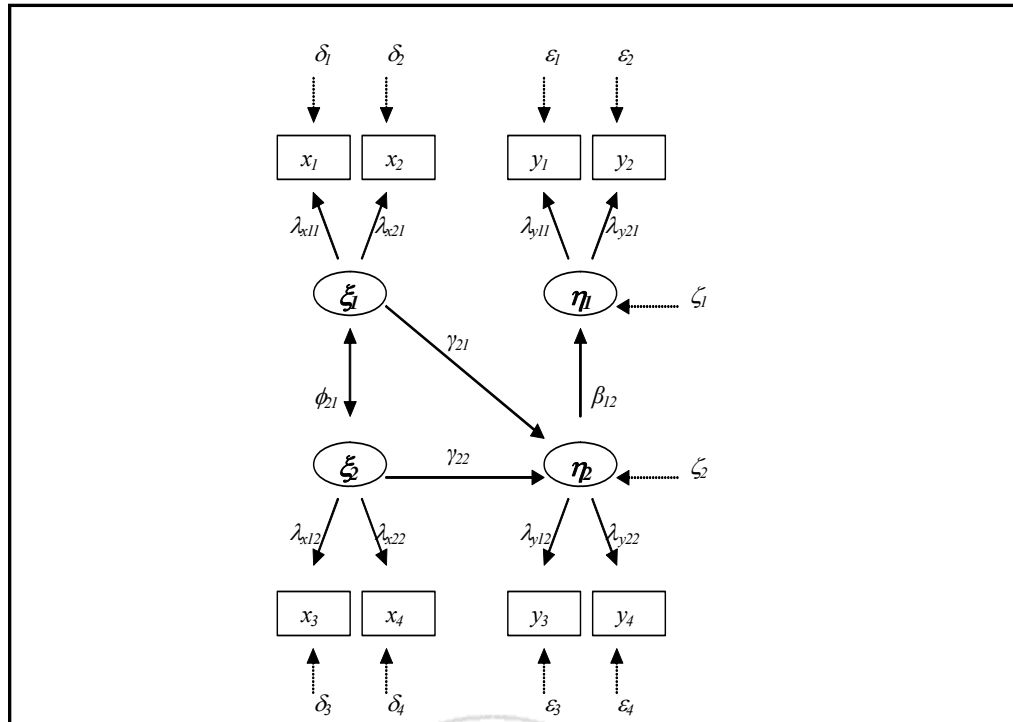 δ1 δ2 ε1 ε2
x1 x2 y1 y2
λx11 λx21 λy11 λy21
ξ1 η1 ζ1
γ21
ϕ21 β12
γ22
ξ2 η2 ζ2
λx12 λx22 λy12 λy22
x3 x4 y3 y4
δ3 δ4 ε3 ε4